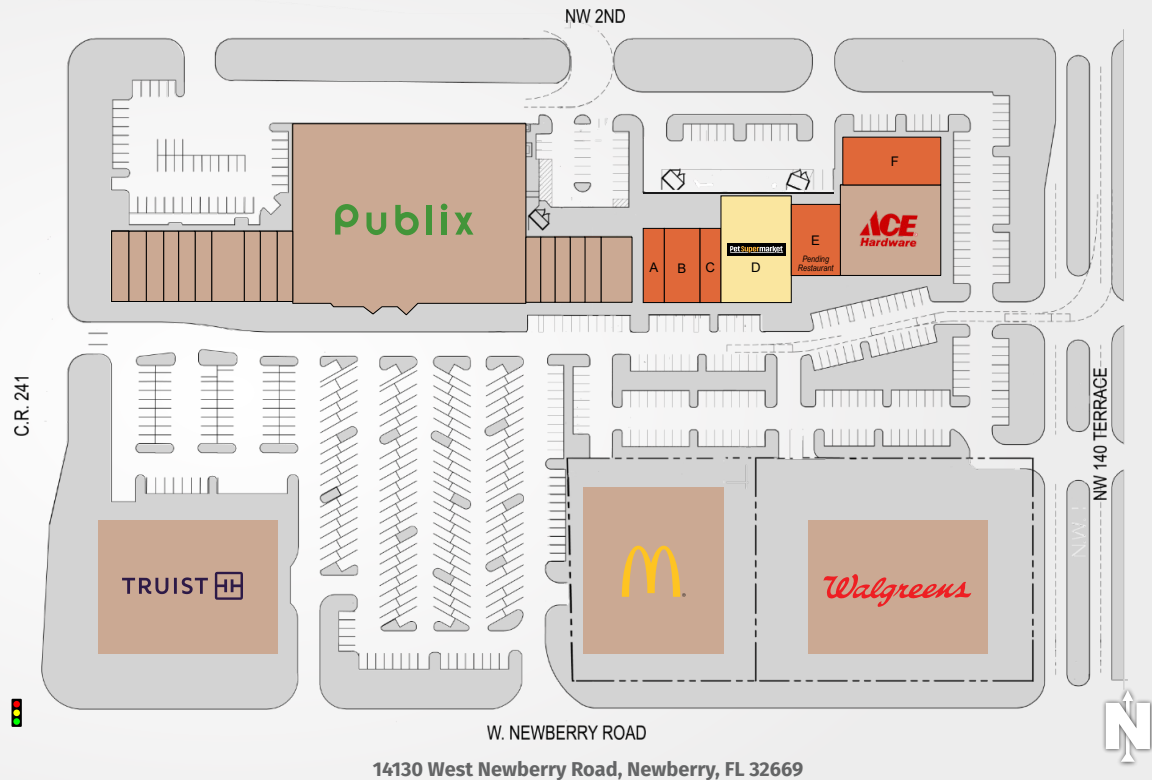 NW 2ND
F
Publix
ACE
Hardware
A
B
C
PetSupermarket
D
E
Pending
Restaurant
C.R. 241
NW 140 TERRACE
TRUIST
M
Walgreens
W. NEWBERRY ROAD
N
14130 West Newberry Road, Newberry, FL 32669